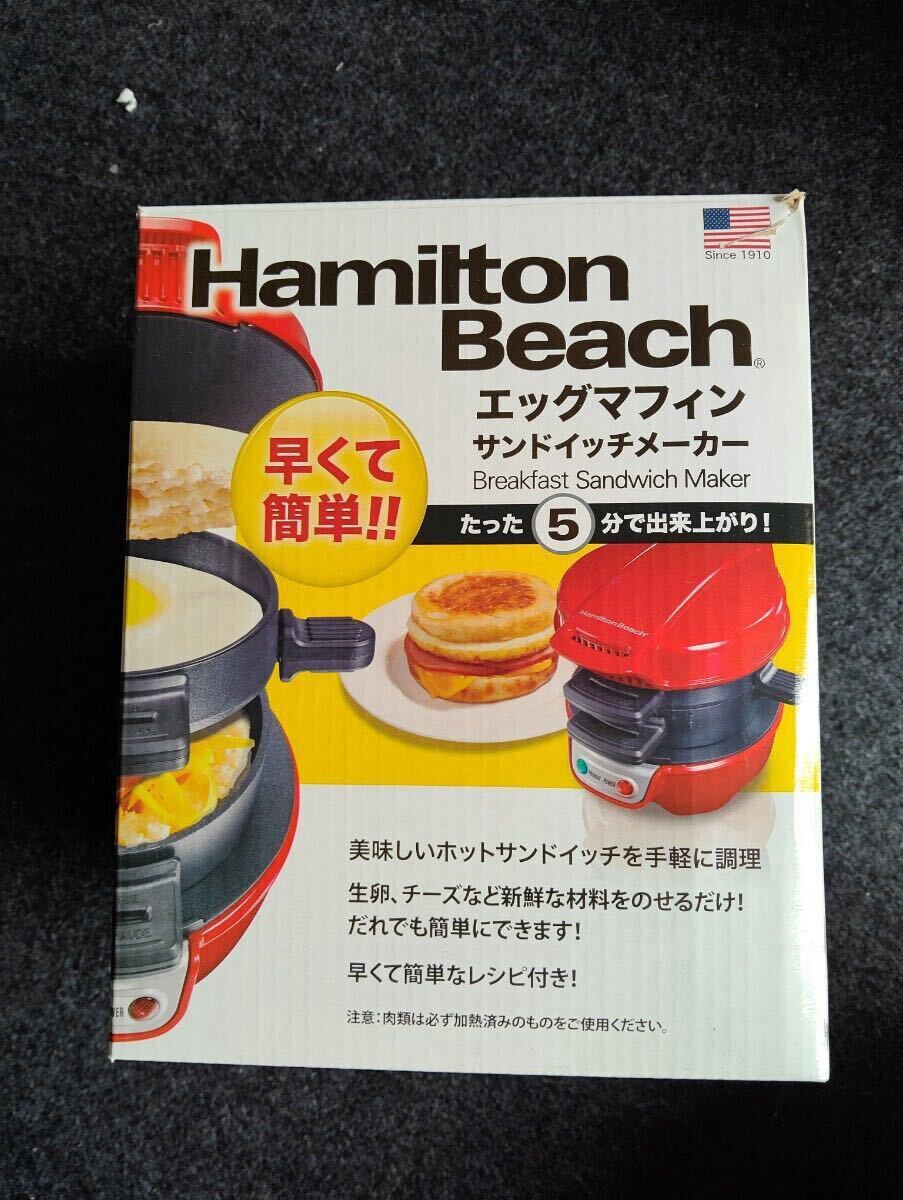 Since 1910
Hamilton
Beach®
エッグマフィン
サンドイッチメーカー
Breakfast Sandwich Maker
早くて
簡単!!
たった 5 分で出来上がり!
Hamilton Beach
PREHEAT POWER
美味しいホットサンドイッチを手軽に調理
生卵、チーズなど新鮮な材料をのせるだけ!
だれでも簡単にできます!
早くて簡単なレシピ付き!
注意:肉類は必ず加熱済みのものをご使用ください。